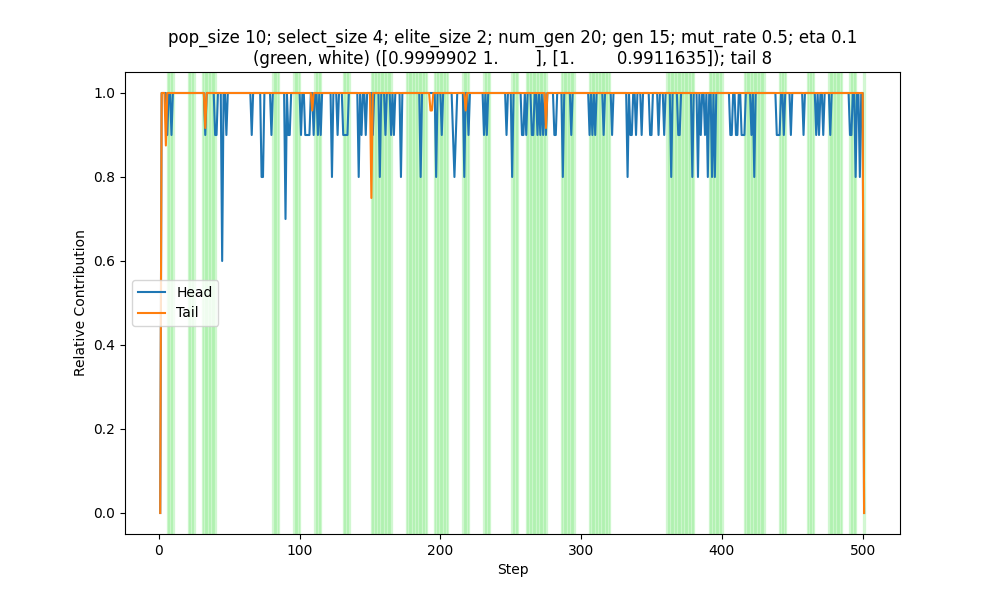 pop_size 10; select_size 4; elite_size 2; num_gen 20; gen 15; mut_rate 0.5; eta 0.1
(green, white) ([0.9999902 1.        ], [1.        0.9911635]); tail 8
1.0
0.8
0.6
0.4
0.2
0.0
Relative Contribution
Head
Tail
0
100
200
300
400
500
Step